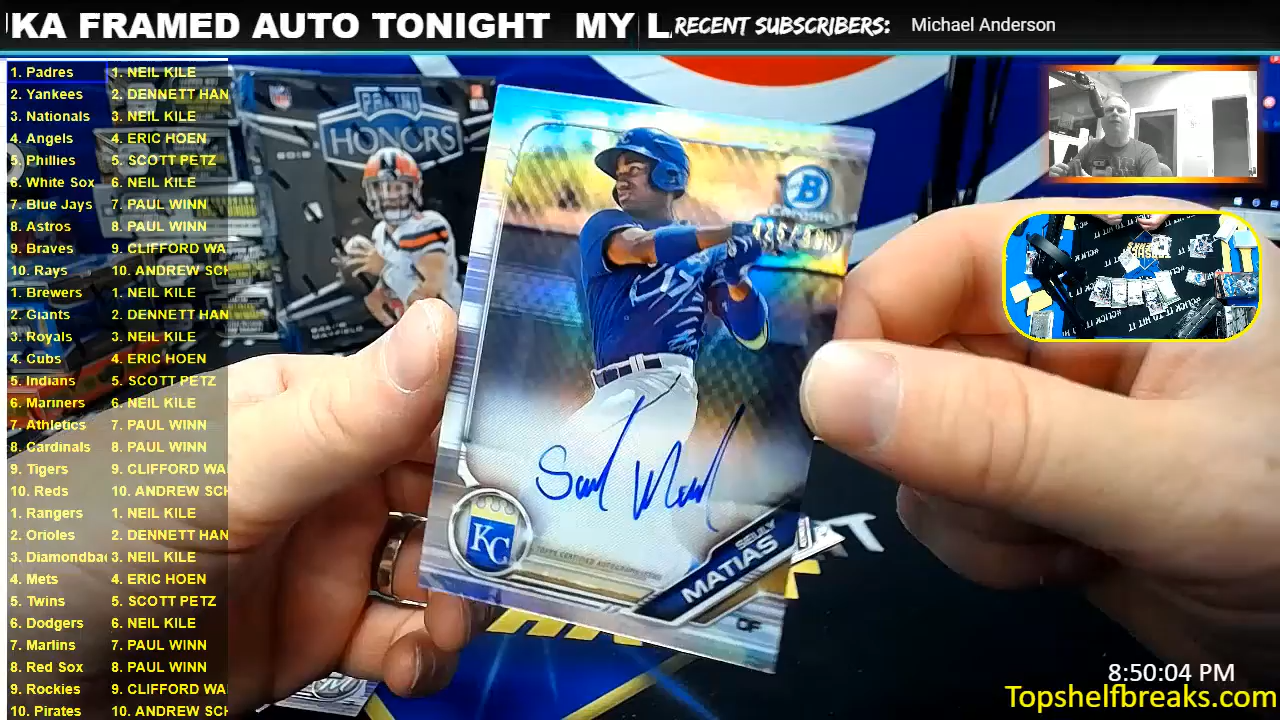 UKA FRAMED AUTO TONIGHT MY L
RECENT SUBSCRIBERS: Michael Anderson
1. Padres 1. NEIL KILE
2. Yankees 2. DENNETT HAN
3. Nationals 3. NEIL KILE
4. Angels 4. ERIC HOEN
5. Phillies 5. SCOTT PETZ
6. White Sox 6. NEIL KILE
7. Blue Jays 7. PAUL WINN
8. Astros 8. PAUL WINN
9. Braves 9. CLIFFORD WA
10. Rays 10. ANDREW SCH
1. Brewers 1. NEIL KILE
2. Giants 2. DENNETT HAN
3. Royals 3. NEIL KILE
4. Cubs 4. ERIC HOEN
5. Indians 5. SCOTT PETZ
6. Mariners 6. NEIL KILE
7. Athletics 7. PAUL WINN
8. Cardinals 8. PAUL WINN
9. Tigers 9. CLIFFORD WA
10. Reds 10. ANDREW SCH
1. Rangers 1. NEIL KILE
2. Orioles 2. DENNETT HAN
3. Diamondba 3. NEIL KILE
4. Mets 4. ERIC HOEN
5. Twins 5. SCOTT PETZ
6. Dodgers 6. NEIL KILE
7. Marlins 7. PAUL WINN
8. Red Sox 8. PAUL WINN
9. Rockies 9. CLIFFORD WA
10. Pirates 10. ANDREW SCH
PANINI
HONORS
B
KC
SEULY
MATIAS
CF
8:50:04 PM
Topshelfbreaks.com